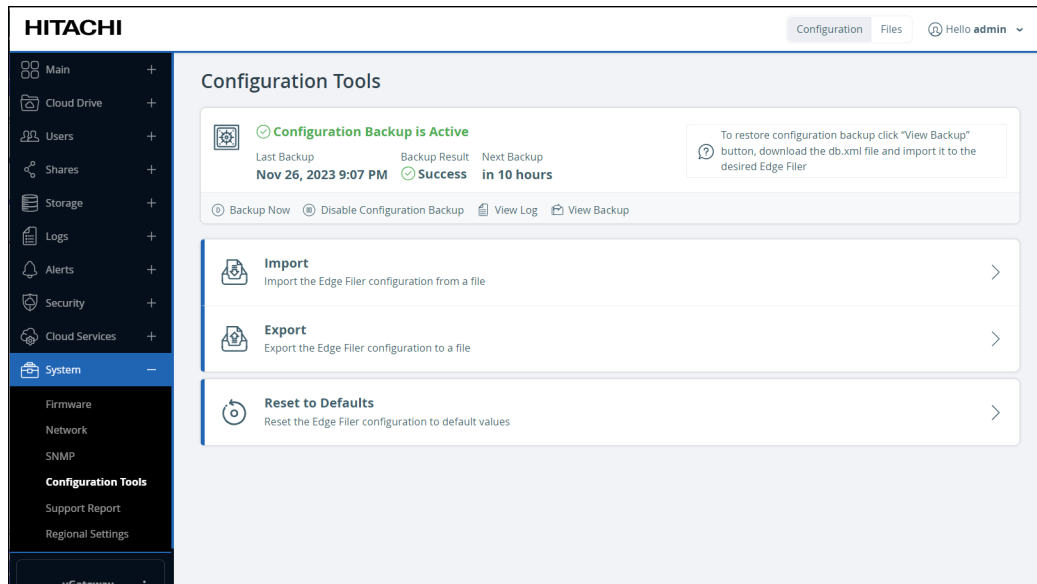 HITACHI
Configuration Files Hello admin
Main
Cloud Drive
Users
Shares
Storage
Logs
Alerts
Security
Cloud Services
System
Firmware
Network
SNMP
Configuration Tools
Support Report
Regional Settings
Configuration Tools
Configuration Backup is Active
Last Backup Backup Result Next Backup
Nov 26, 2023 9:07 PM Success in 10 hours
To restore configuration backup click “View Backup”
button, download the db.xml file and import it to the
desired Edge Filer
Backup Now Disable Configuration Backup View Log View Backup
Import
Import the Edge Filer configuration from a file
Export
Export the Edge Filer configuration to a file
Reset to Defaults
Reset the Edge Filer configuration to default values